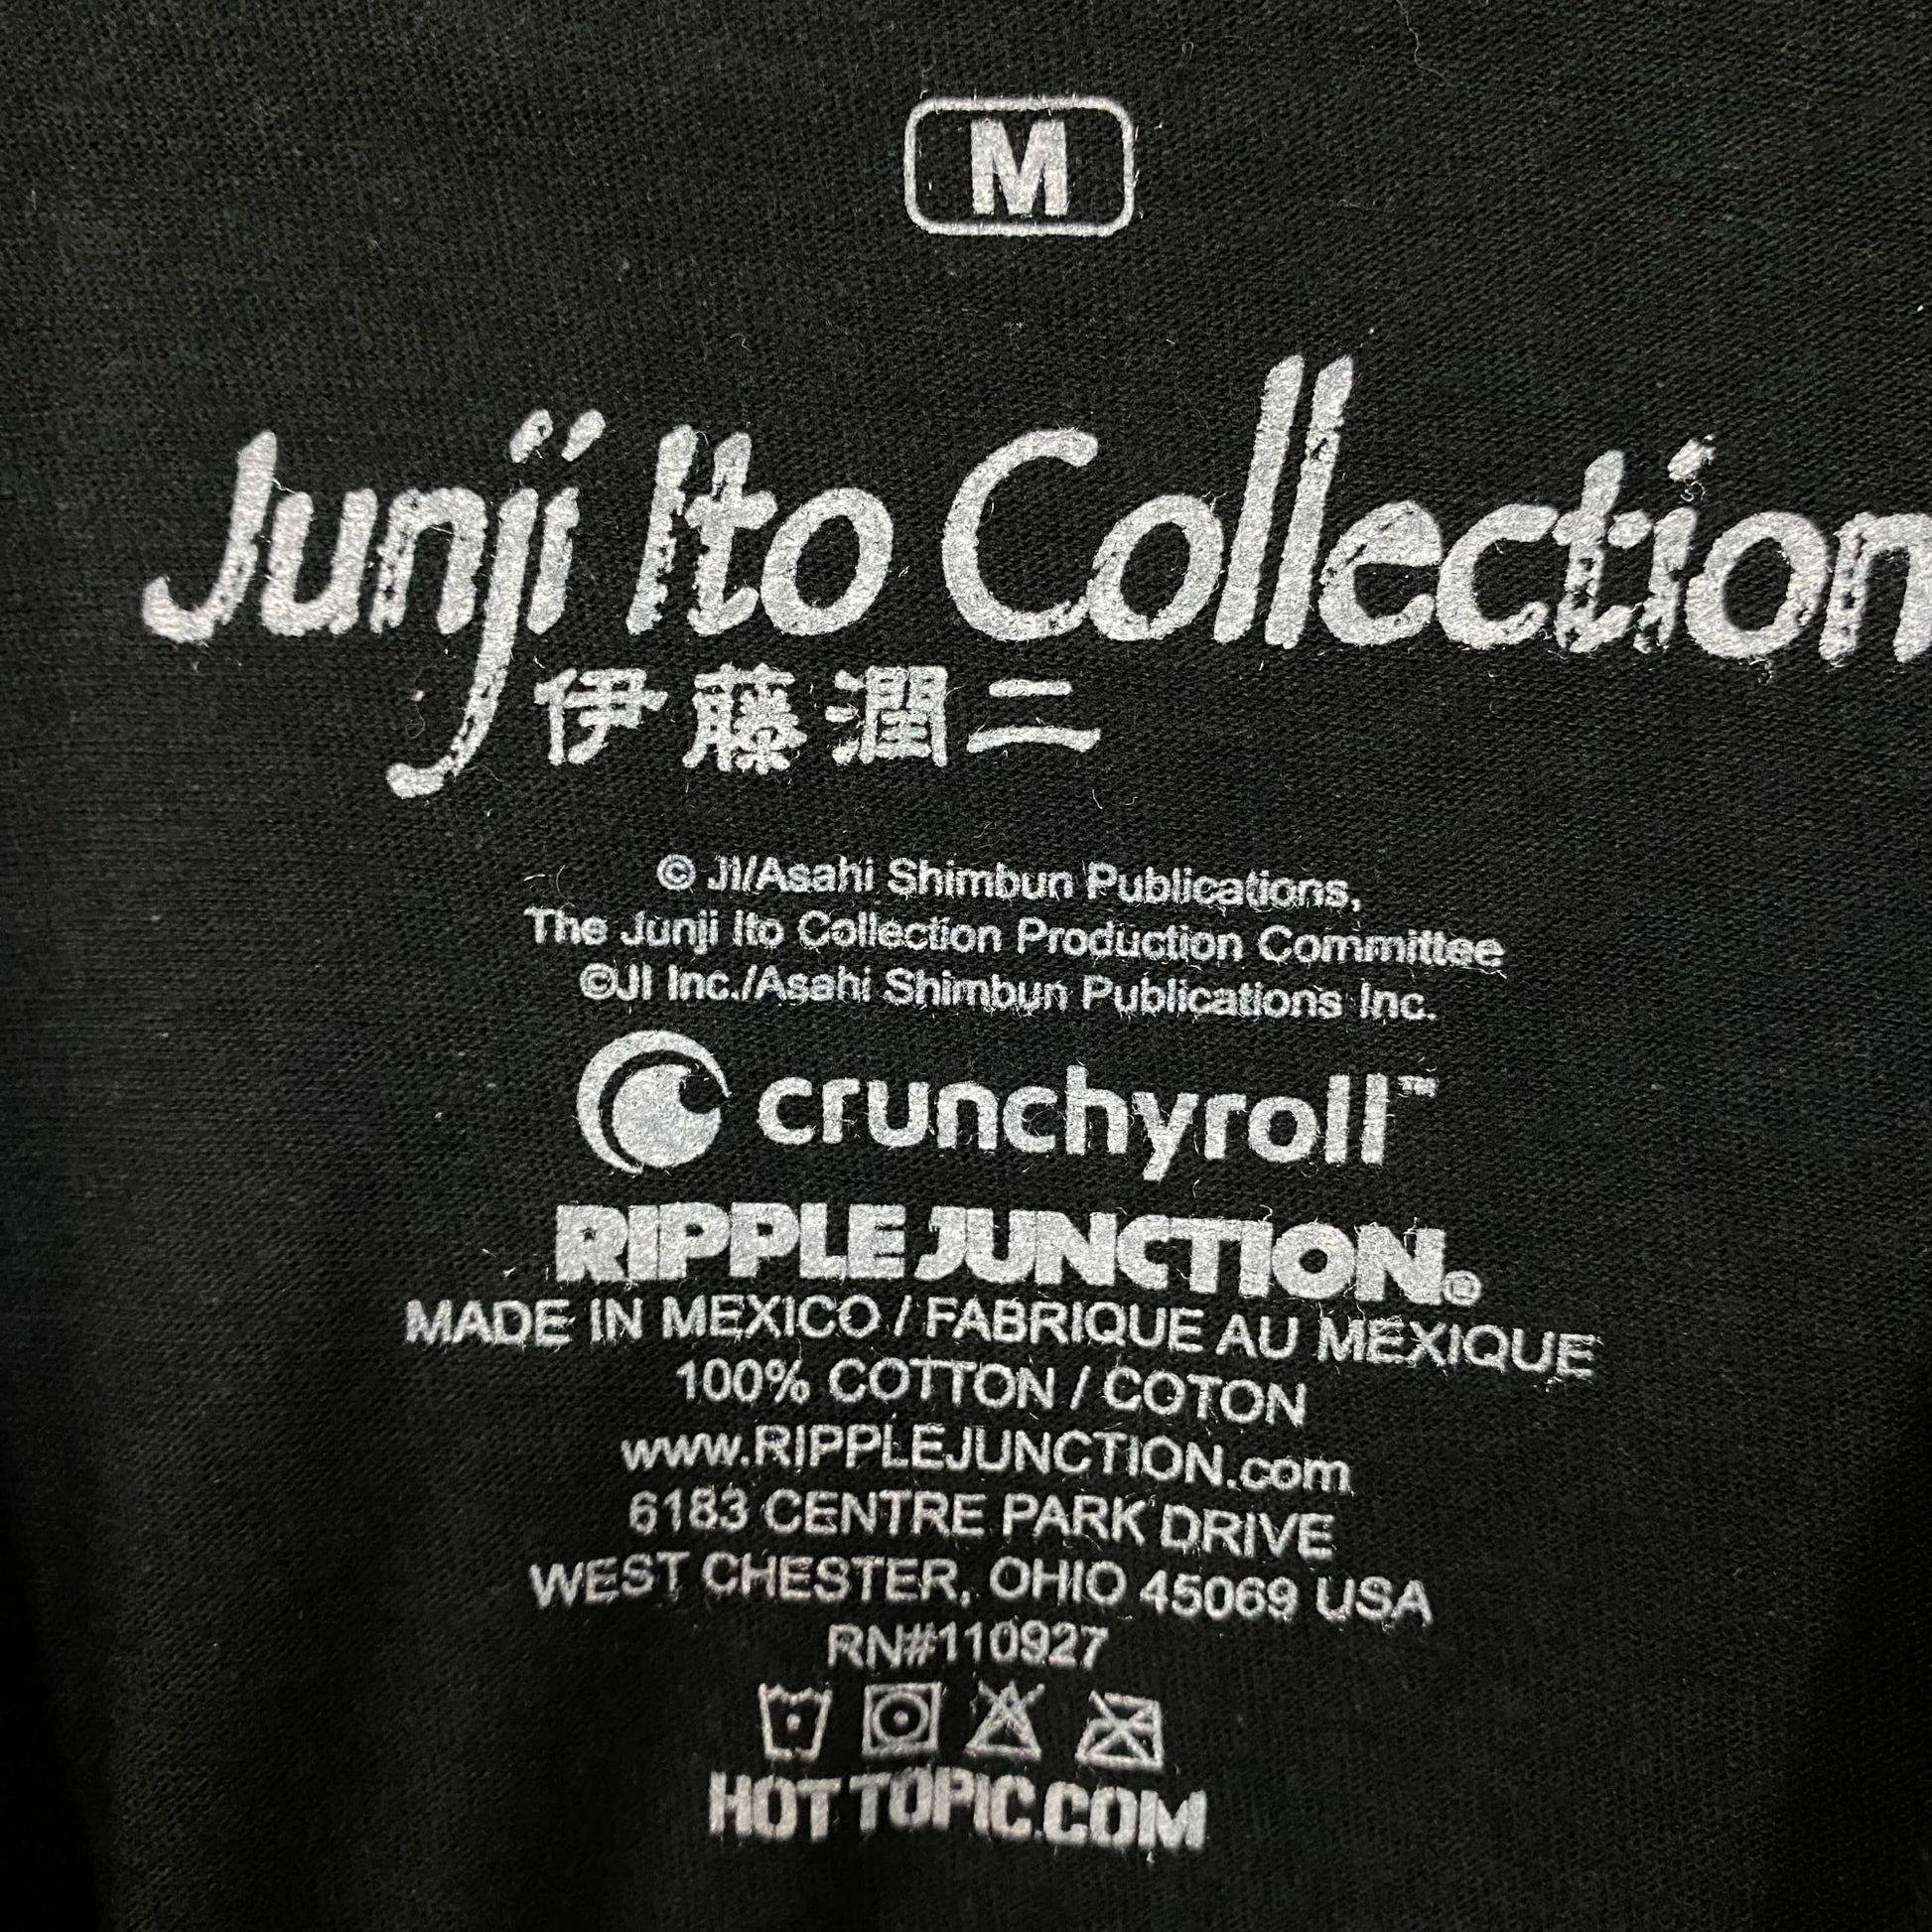 M
Junji Ito Collection
伊藤潤二
© JI/Asahi Shimbun Publications,
The Junji Ito Collection Production Committee
©JI Inc./Asahi Shimbun Publications Inc.
crunchyroll™
RIPPLE JUNCTION®
MADE IN MEXICO / FABRIQUE AU MEXIQUE
100% COTTON / COTON
www.RIPPLEJUNCTION.com
6183 CENTRE PARK DRIVE
WEST CHESTER, OHIO 45069 USA
RN#110927
HOTTOPIC.COM